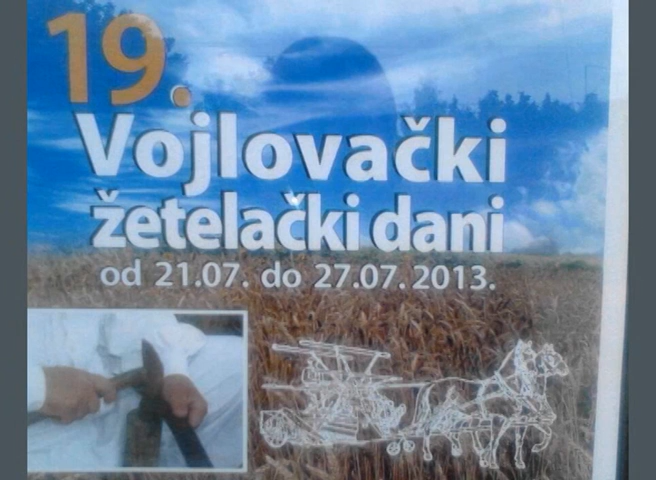 19.
Vojlovački
žetelački dani
od 21.07. do 27.07.2013.